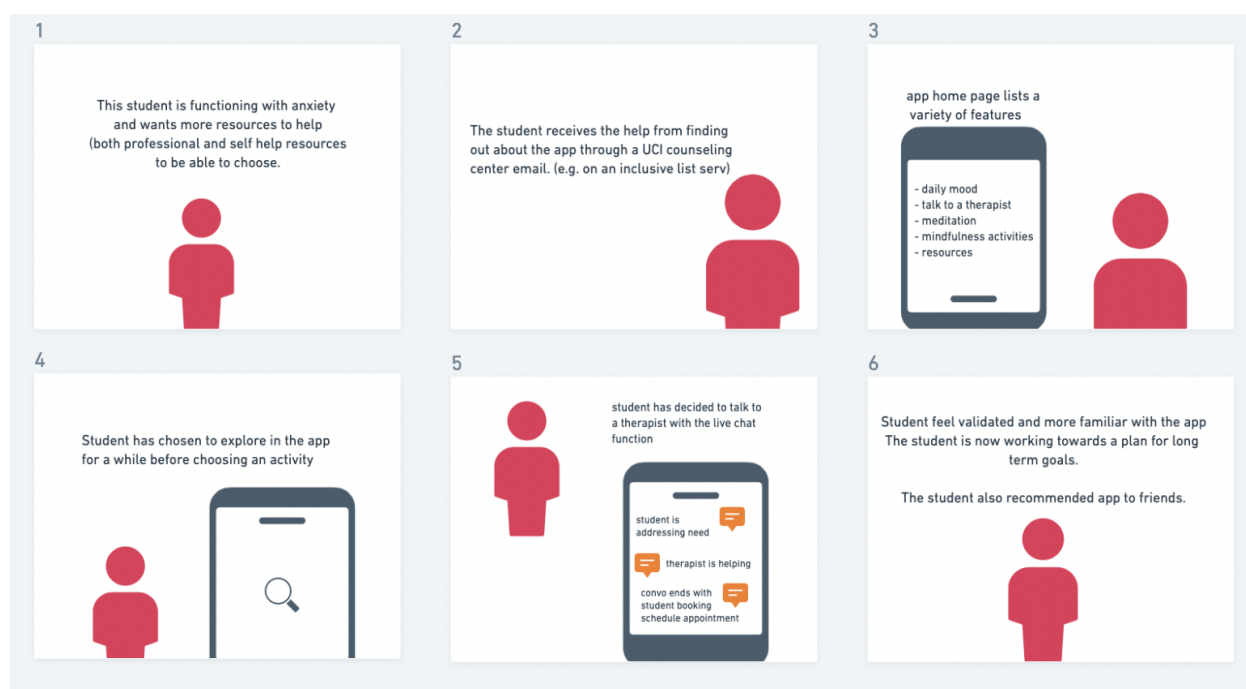 1
This student is functioning with anxiety
and wants more resources to help
(both professional and self help resources
to be able to choose.
2
The student receives the help from finding
out about the app through a UCI counseling
center email. (e.g. on an inclusive list serv)
3
app home page lists a
variety of features
- daily mood
- talk to a therapist
- meditation
- mindfulness activities
- resources
4
Student has chosen to explore in the app
for a while before choosing an activity
5
student has decided to talk to
a therapist with the live chat
function
student is
addressing need
therapist is helping
convo ends with
student booking
schedule appointment
6
Student feel validated and more familiar with the app
The student is now working towards a plan for long
term goals.
The student also recommended app to friends.